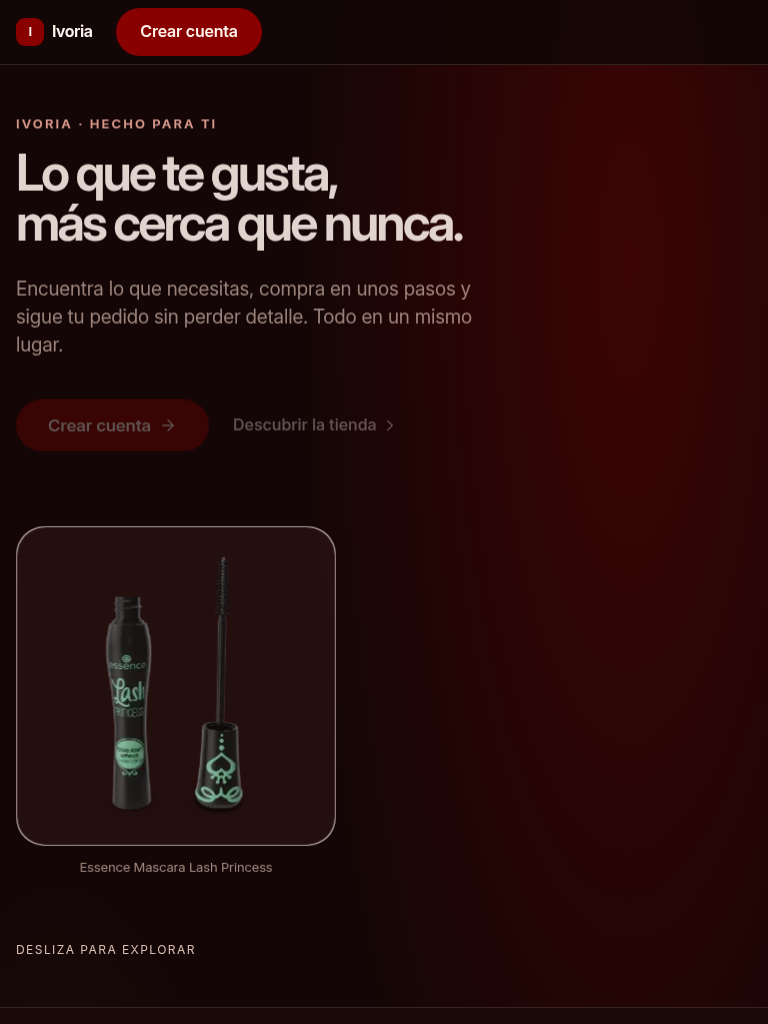 I Ivoria Crear cuenta
IVORIA · HECHO PARA TI
Lo que te gusta,
más cerca que nunca.
Encuentra lo que necesitas, compra en unos pasos y
sigue tu pedido sin perder detalle. Todo en un mismo
lugar.
Crear cuenta Descubrir la tienda
essence
Lash
PRINCESS
Essence Mascara Lash Princess
DESLIZA PARA EXPLORAR